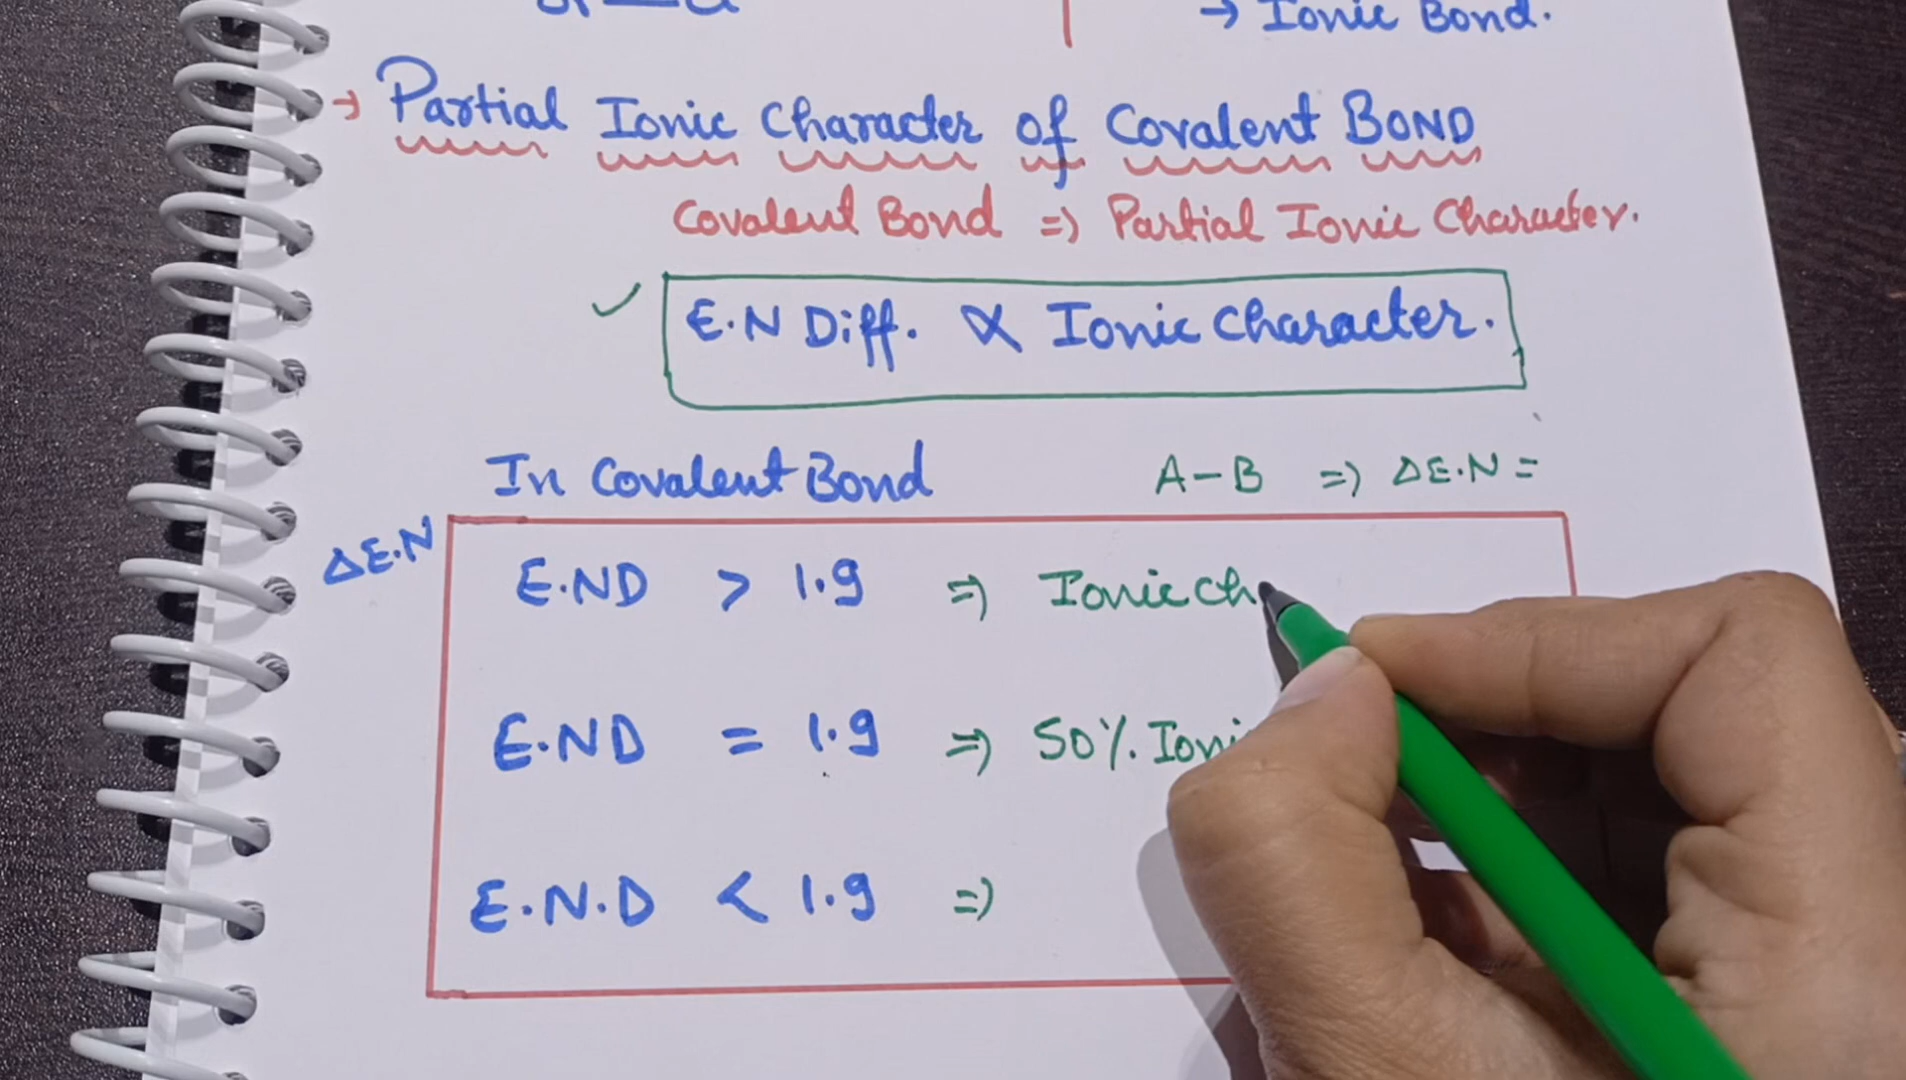 → Ionic Bond.
→ Partial Ionic Character of Covalent BOND
Covalent Bond => Partial Ionic Character.
✓ E.N Diff. ∝ Ionic Character.
In Covalent Bond A-B => ΔE.N =
ΔE.N
E.ND > 1.9 => Ionic Ch
E.ND = 1.9 => 50%. Ioni
E.N.D < 1.9 =>